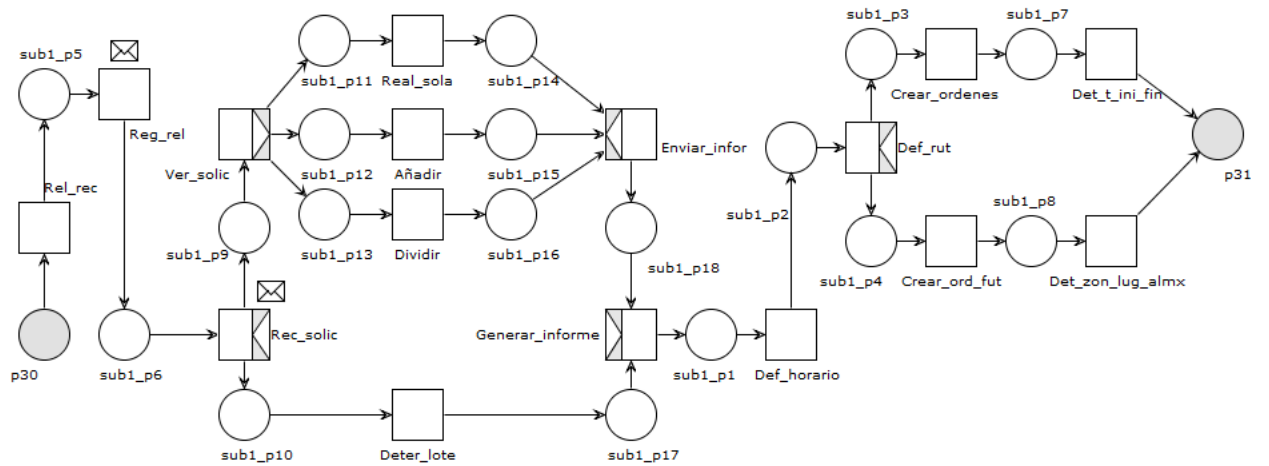 sub1_p3
sub1_p7
sub1_p5
sub1_p11
Real_sola
sub1_p14
Crear_ordenes
Det_t_ini_fin
Reg_rel
Enviar_infor
Def_rut
Ver_solic
sub1_p12
Añadir
sub1_p15
p31
Rel_rec
sub1_p2
sub1_p8
sub1_p9
sub1_p13
Dividir
sub1_p16
sub1_p18
sub1_p4
Crear_ord_fut
Det_zon_lug_almx
Rec_solic
Generar_informe
p30
sub1_p6
sub1_p1
Def_horario
sub1_p10
Deter_lote
sub1_p17